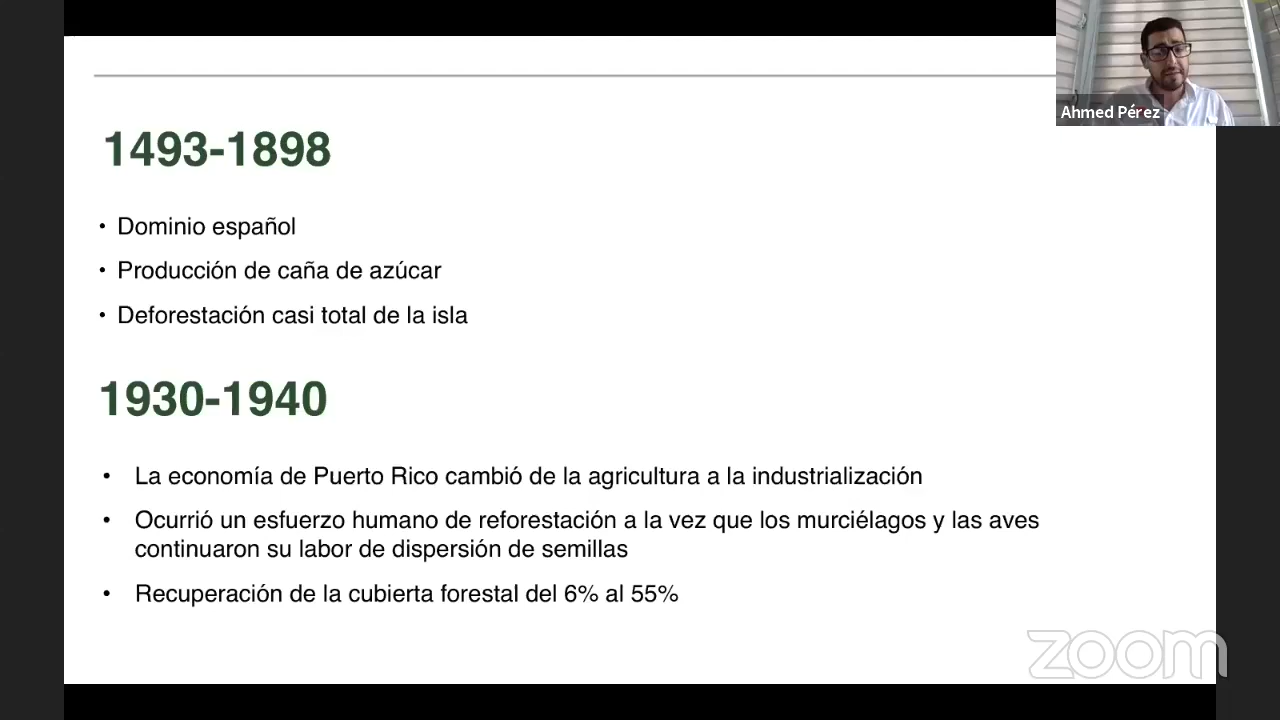 Ahmed Pérez
1493-1898
• Dominio español
• Producción de caña de azúcar
• Deforestación casi total de la isla
1930-1940
• La economía de Puerto Rico cambió de la agricultura a la industrialización
• Ocurrió un esfuerzo humano de reforestación a la vez que los murciélagos y las aves
continuaron su labor de dispersión de semillas
• Recuperación de la cubierta forestal del 6% al 55%
zoom